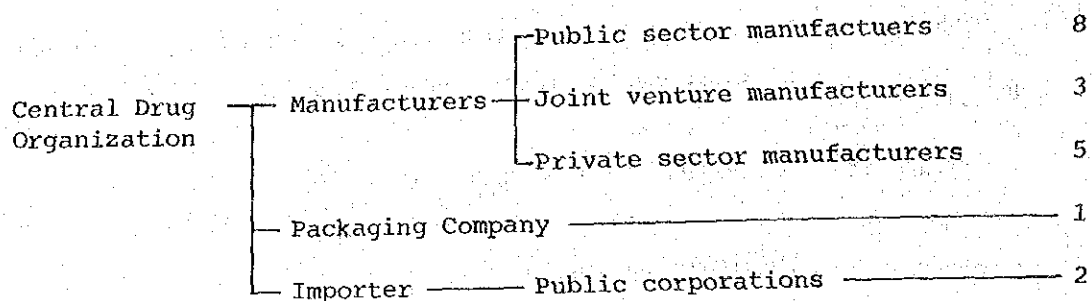 Public sector manufactuers 8
Central Drug Organization
Manufacturers
Joint venture manufacturers 3
Private sector manufacturers 5
Packaging Company 1
Importer Public corporations 2